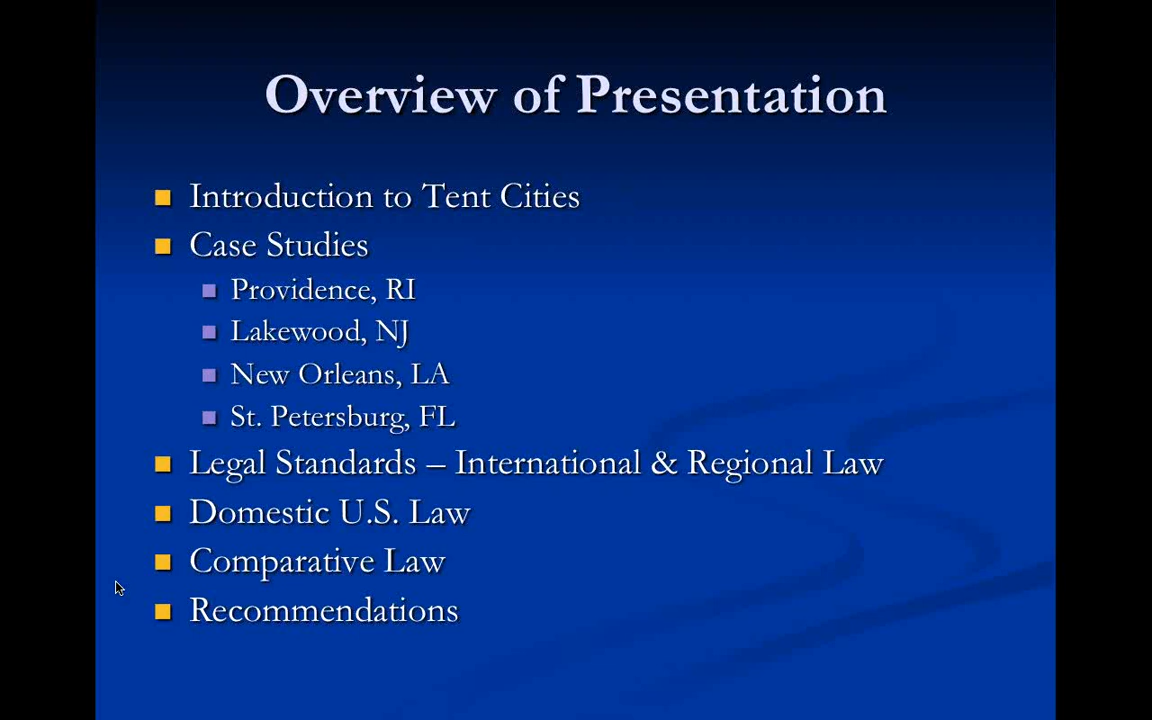 Overview of Presentation
Introduction to Tent Cities
Case Studies
Providence, RI
Lakewood, NJ
New Orleans, LA
St. Petersburg, FL
Legal Standards – International & Regional Law
Domestic U.S. Law
Comparative Law
Recommendations